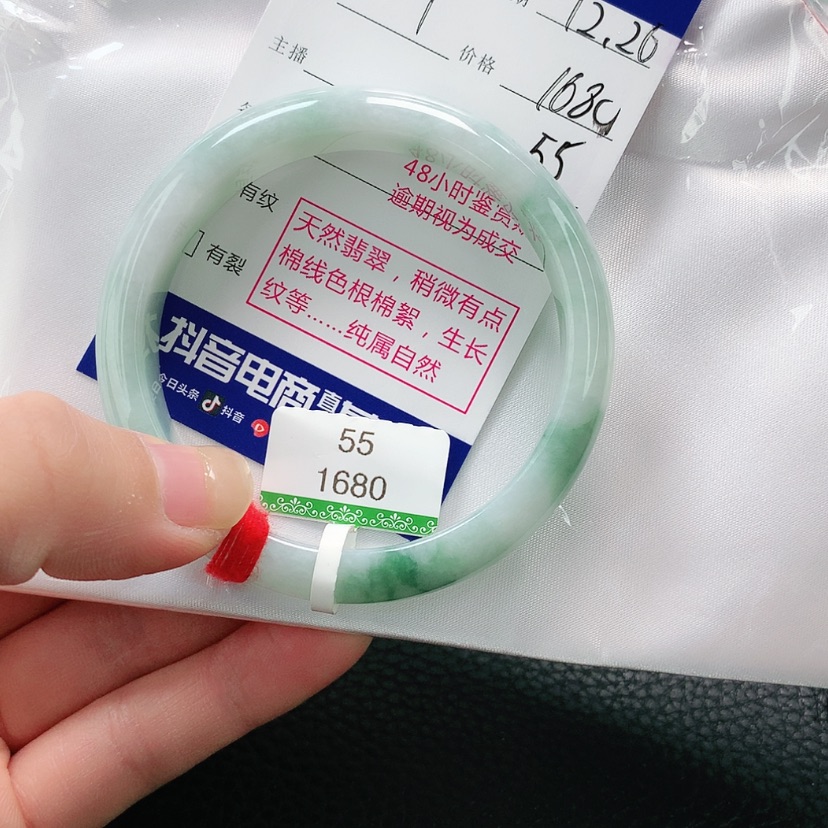 12.26
主播
1
价格
1680
55
48小时鉴赏
逾期视为成交
有纹
有裂
天然翡翠，稍微有点
棉线色根棉絮，生长
纹等……纯属自然
抖音电商
今日头条 抖音
55
1680